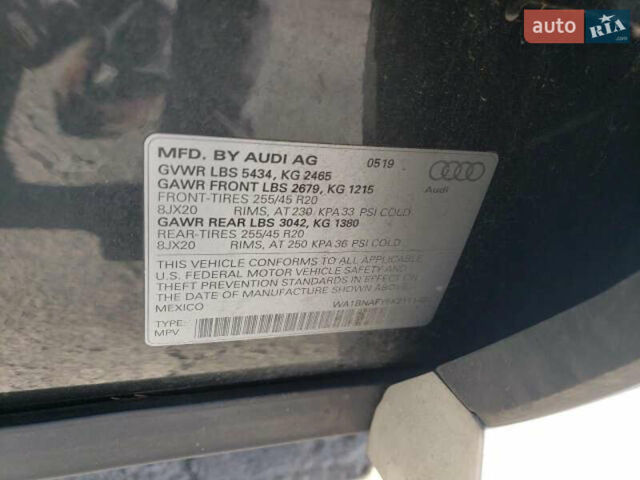 auto RIA
.com
MFD. BY AUDI AG 0519
GVWR LBS 5434, KG 2465
GAWR FRONT LBS 2679, KG 1215
FRONT-TIRES 255/45 R20
8JX20 RIMS, AT 230 KPA 33 PSI COLD
GAWR REAR LBS 3042, KG 1380
REAR-TIRES 255/45 R20
8JX20 RIMS, AT 250 KPA 36 PSI COLD
Audi
THIS VEHICLE CONFORMS TO ALL APPLICABLE
U.S. FEDERAL MOTOR VEHICLE SAFETY AND
THEFT PREVENTION STANDARDS IN EFFECT ON
THE DATE OF MANUFACTURE SHOWN ABOVE.
MEXICO
TYPE:
MPV